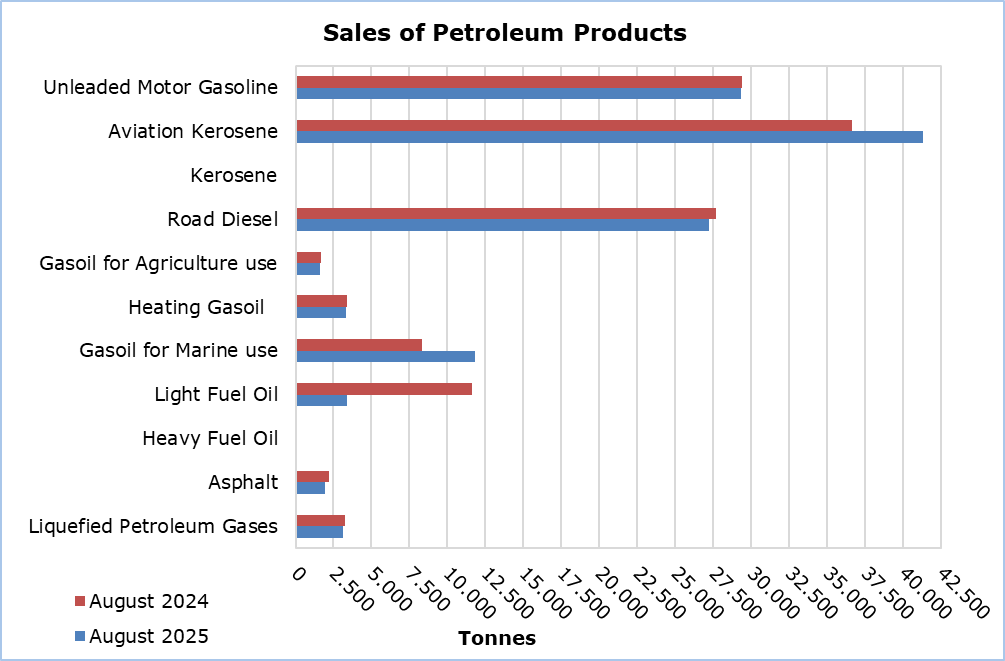 Sales of Petroleum Products
Unleaded Motor Gasoline
Aviation Kerosene
Kerosene
Road Diesel
Gasoil for Agriculture use
Heating Gasoil
Gasoil for Marine use
Light Fuel Oil
Heavy Fuel Oil
Asphalt
Liquefied Petroleum Gases
0
2.500
5.000
7.500
10.000
12.500
15.000
17.500
20.000
22.500
25.000
27.500
30.000
32.500
35.000
37.500
40.000
42.500
August 2024
August 2025
Tonnes